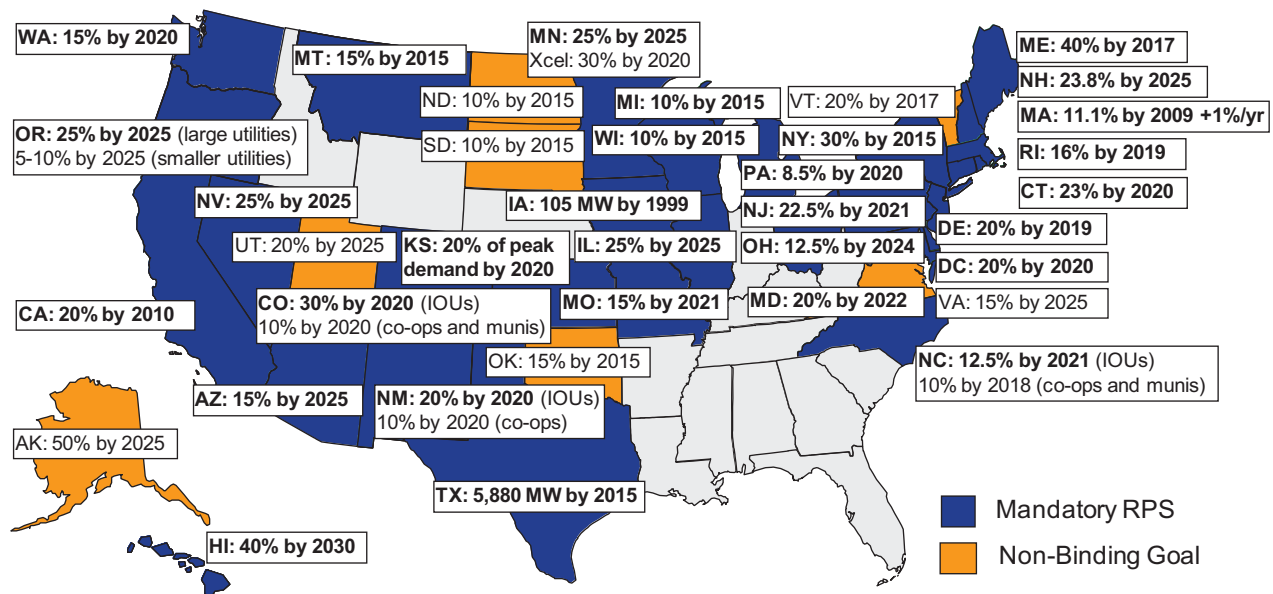 WA: 15% by 2020
MT: 15% by 2015
MN: 25% by 2025
Xcel: 30% by 2020
ME: 40% by 2017
NH: 23.8% by 2025
ND: 10% by 2015
MI: 10% by 2015
VT: 20% by 2017
MA: 11.1% by 2009 +1%/yr
OR: 25% by 2025 (large utilities)
5-10% by 2025 (smaller utilities)
SD: 10% by 2015
WI: 10% by 2015
NY: 30% by 2015
RI: 16% by 2019
PA: 8.5% by 2020
CT: 23% by 2020
NV: 25% by 2025
IA: 105 MW by 1999
NJ: 22.5% by 2021
DE: 20% by 2019
UT: 20% by 2025
KS: 20% of peak
demand by 2020
IL: 25% by 2025
OH: 12.5% by 2024
DC: 20% by 2020
CA: 20% by 2010
CO: 30% by 2020 (IOUs)
10% by 2020 (co-ops and munis)
MO: 15% by 2021
MD: 20% by 2022
VA: 15% by 2025
OK: 15% by 2015
NC: 12.5% by 2021 (IOUs)
10% by 2018 (co-ops and munis)
AZ: 15% by 2025
NM: 20% by 2020 (IOUs)
10% by 2020 (co-ops)
AK: 50% by 2025
TX: 5,880 MW by 2015
HI: 40% by 2030
Mandatory RPS
Non-Binding Goal